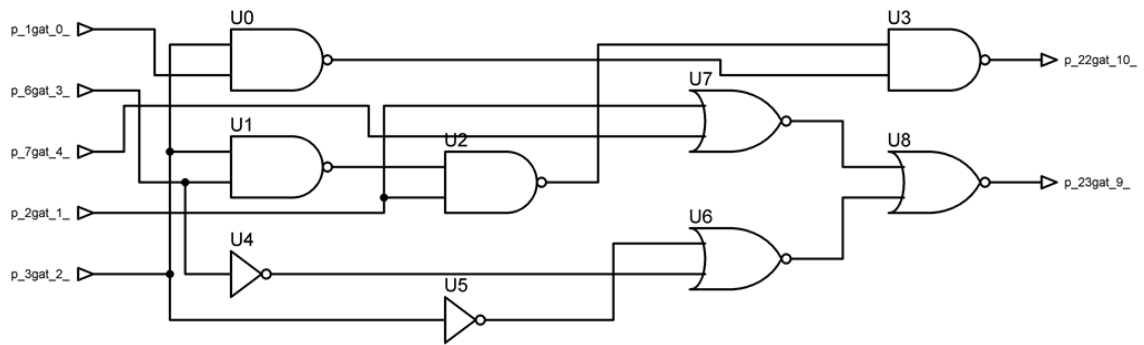 U0
U3
p_1gat_0_
p_22gat_10_
U7
p_6gat_3_
U1
U2
U8
p_7gat_4_
p_23gat_9_
p_2gat_1_
U6
U4
p_3gat_2_
U5